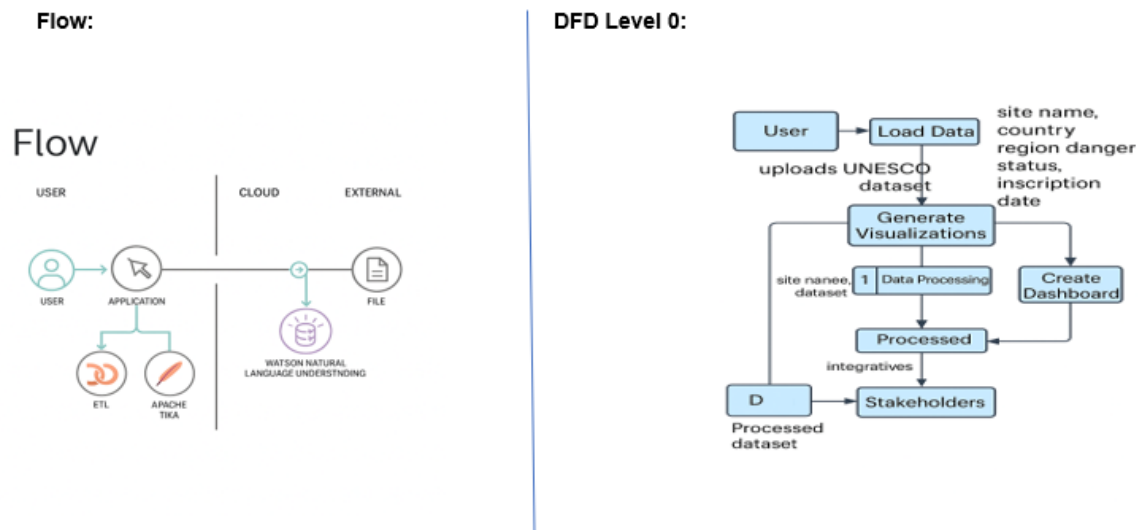 Flow:
Flow
USER
CLOUD
EXTERNAL
USER
APPLICATION
FILE
ETL
APACHE
TIKA
WATSON NATURAL
LANGUAGE UNDERSTNDING
DFD Level 0:
User
Load Data
site name,
country
region danger
status,
inscription
date
uploads UNESCO
dataset
Generate
Visualizations
site nanee,
dataset
1 Data Processing
Create
Dashboard
Processed
integratives
D
Stakeholders
Processed
dataset